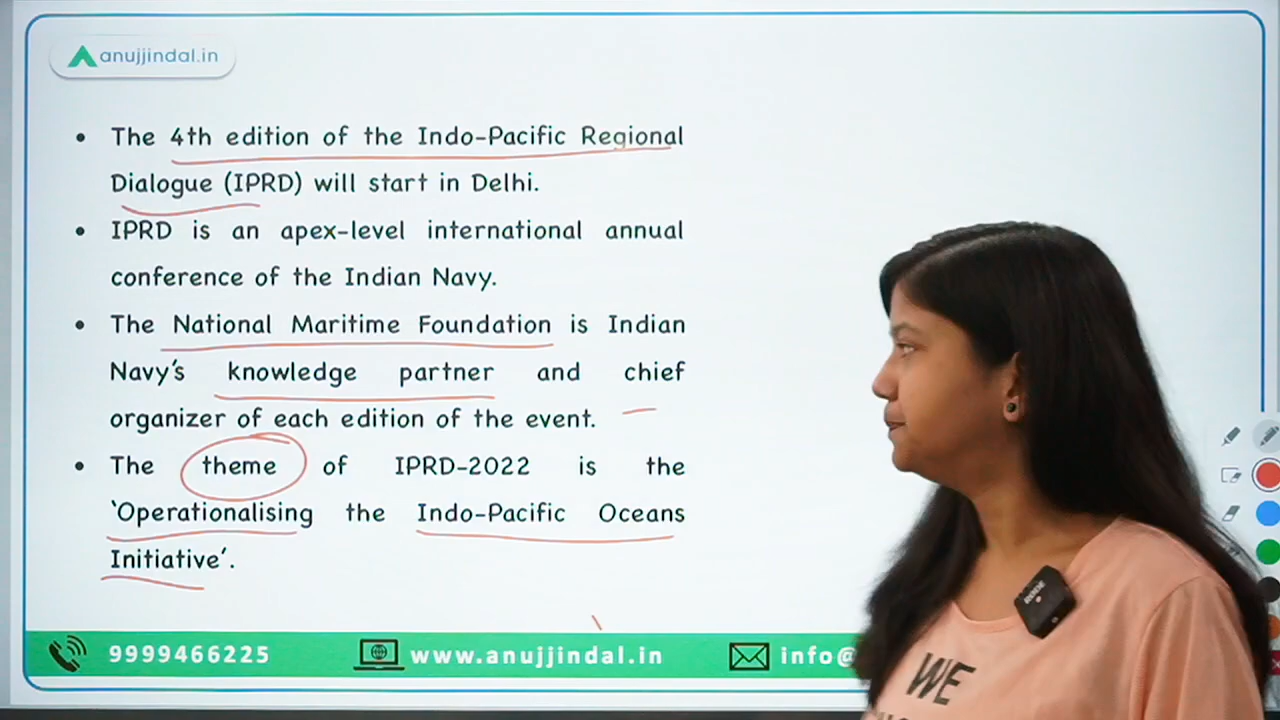 anujjindal.in
• The 4th edition of the Indo-Pacific Regional
Dialogue (IPRD) will start in Delhi.
• IPRD is an apex-level international annual
conference of the Indian Navy.
• The National Maritime Foundation is Indian
Navy's knowledge partner and chief
organizer of each edition of the event.
• The theme of IPRD-2022 is the
'Operationalising the Indo-Pacific Oceans
Initiative'.
9999466225 www.anujjindal.in info@
WE